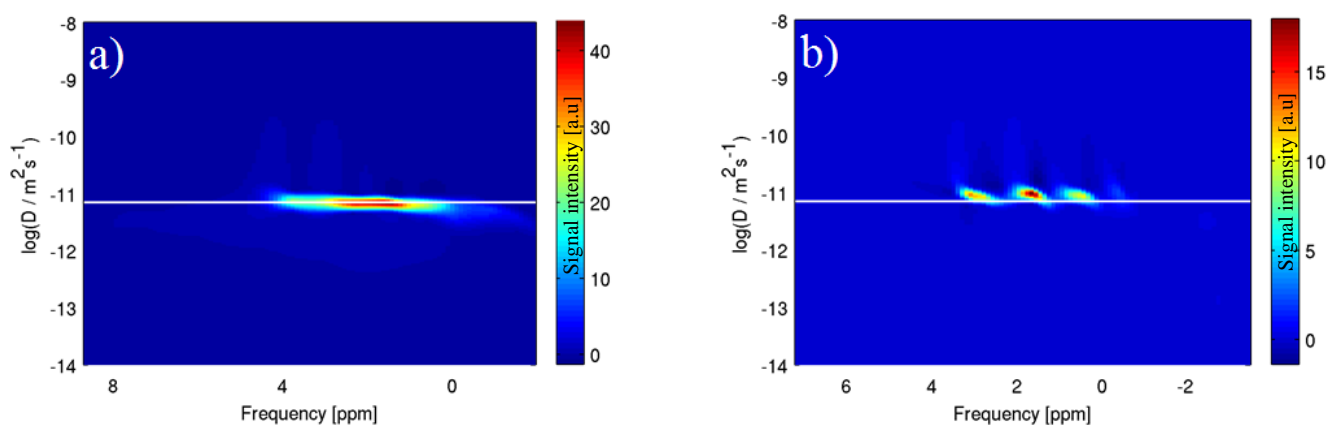 a)
-8
-9
-10
-11
-12
-13
-14
log(D / m²s⁻¹)
8 4 0
Frequency [ppm]
40
30
20
10
0
Signal intensity [a.u]
b)
-8
-9
-10
-11
-12
-13
-14
log(D / m²s⁻¹)
6 4 2 0 -2
Frequency [ppm]
15
10
5
0
Signal intensity [a.u]